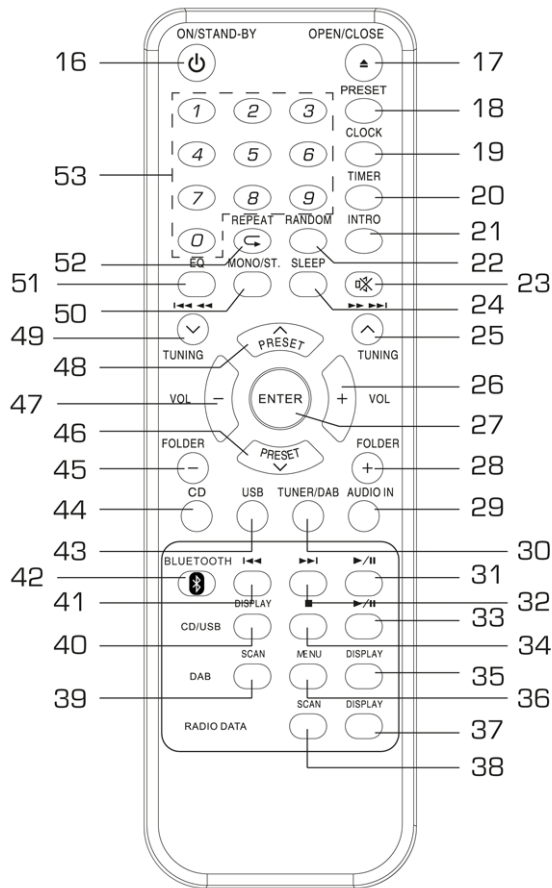 ON/STAND-BY OPEN/CLOSE
16 17
PRESET
1 2 3 18
CLOCK
4 5 6 19
53
TIMER
7 8 9 20
REPEAT RANDOM INTRO
0 21
52 22
EQ MONO/ST. SLEEP
51 23
50 24
49 25
TUNING PRESET TUNING
48 26
VOL - ENTER + VOL
47 27
46
FOLDER PRESET FOLDER
45 - + 28
CD USB TUNER/DAB AUDIO IN
44 29
43 30
BLUETOOTH
42 31
41 32
DISPLAY
CD/USB 33
40 34
SCAN MENU DISPLAY
DAB 35
39 36
SCAN DISPLAY
RADIO DATA 37
38